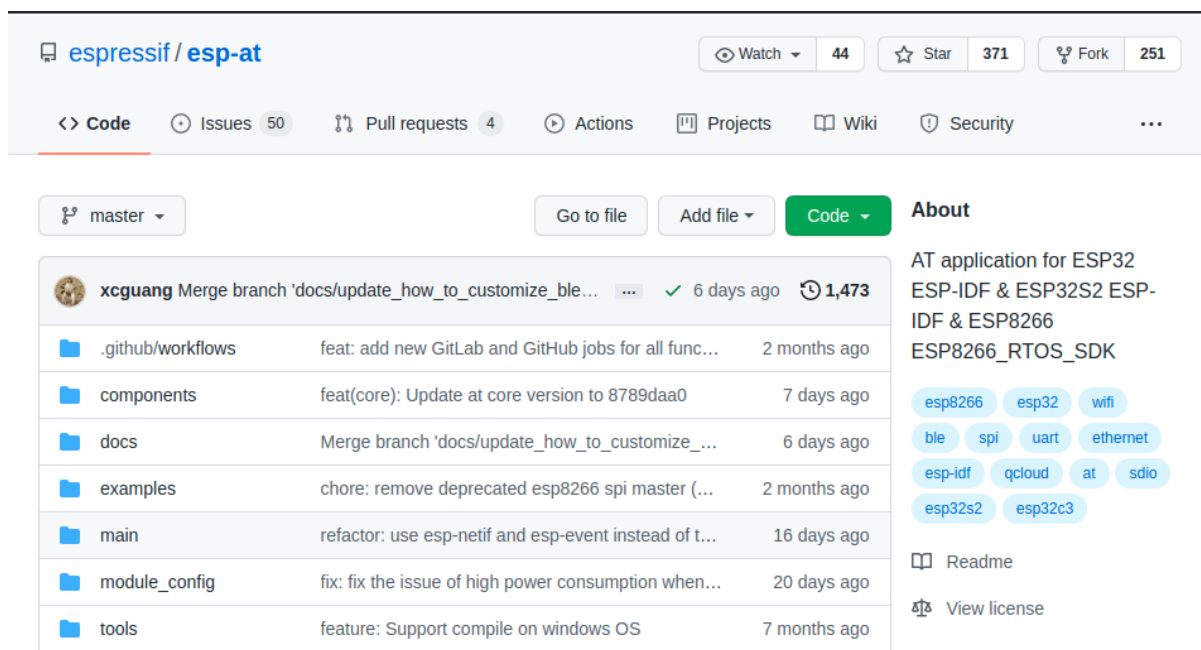 espressif / esp-at
Watch 44 Star 371 Fork 251
Code Issues 50 Pull requests 4 Actions Projects Wiki Security ...
master Go to file Add file Code
xcguang Merge branch 'docs/update_how_to_customize_ble… ... 6 days ago 1,473
.github/workflows feat: add new GitLab and GitHub jobs for all func… 2 months ago
components feat(core): Update at core version to 8789daa0 7 days ago
docs Merge branch 'docs/update_how_to_customize_… 6 days ago
examples chore: remove deprecated esp8266 spi master (… 2 months ago
main refactor: use esp-netif and esp-event instead of t… 16 days ago
module_config fix: fix the issue of high power consumption when… 20 days ago
tools feature: Support compile on windows OS 7 months ago
About
AT application for ESP32
ESP-IDF & ESP32S2 ESP-
IDF & ESP8266
ESP8266_RTOS_SDK
esp8266 esp32 wifi
ble spi uart ethernet
esp-idf qcloud at sdio
esp32s2 esp32c3
Readme
View license